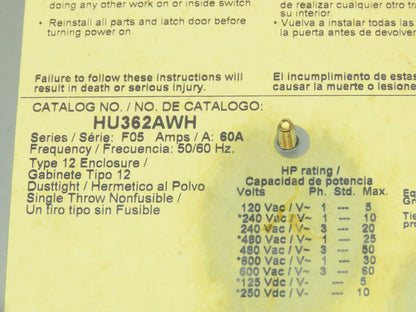 doing any other work on or inside switch.
• Reinstall all parts and latch door before
turning power on.
de realizar cualquier otro
su interior.
• Vuelva a instalar todas las
la puerta antes de devolver
Failure to follow these instructions will
result in death or serious injury.
El incumplimiento de estas
causar la muerte o lesione
CATALOG NO. / NO. DE CATALOGO:
HU362AWH
Series / Série: F05 Amps / A: 60A
Frequency / Frecuencia: 50/60 Hz.
Type 12 Enclosure /
Gabinete Tipo 12
Dusttight / Hermetico al Polvo
Single Throw Nonfusible /
Un tiro tipo sin Fusible
HP rating /
Capacidad de potencia
Volts Ph. Std. Max.
120 Vac / V~ 1 --- 5
*240 Vac / V~ 1 --- 10
240 Vac / V~ 3 --- 20
*480 Vac / V~ 1 --- 25
480 Vac / V~ 3 --- 50
*600 Vac / V~ 1 --- 30
600 Vac / V~ 3 --- 60
*125 Vdc / V- --- 5
*250 Vdc / V- --- 10